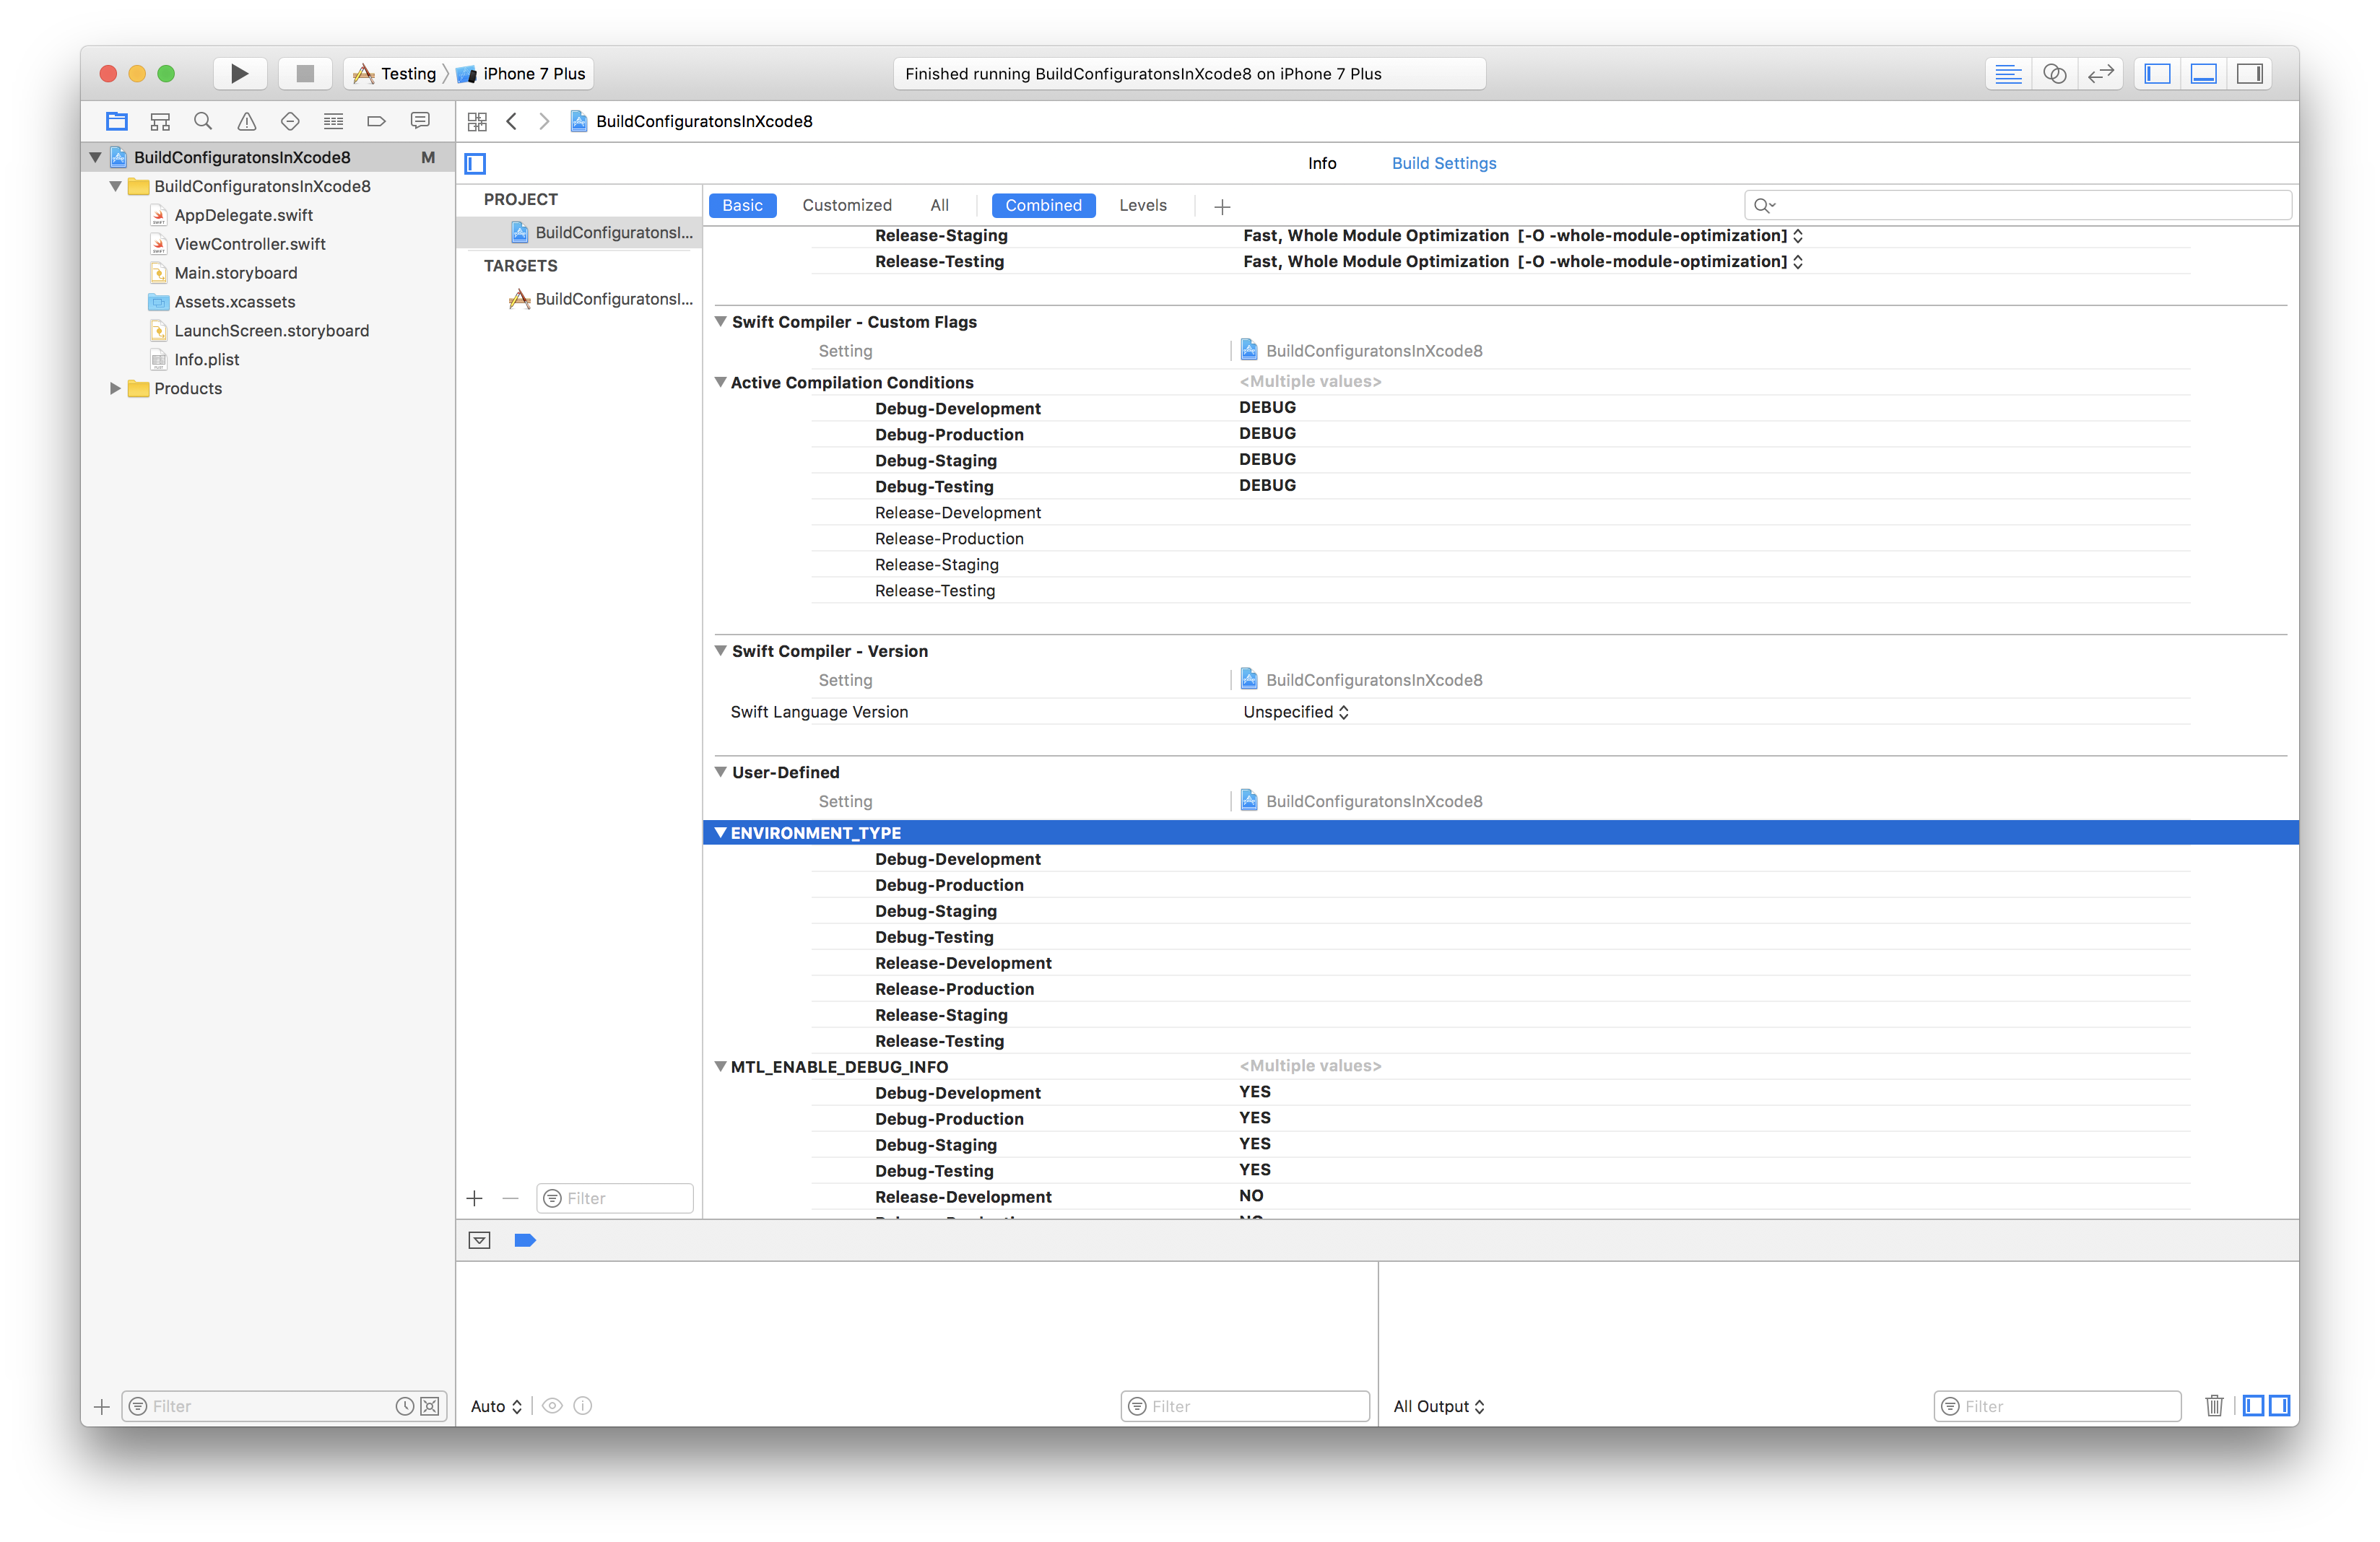 Testing iPhone 7 Plus
Finished running BuildConfiguratonsInXcode8 on iPhone 7 Plus
BuildConfiguratonsInXcode8 M
BuildConfiguratonsInXcode8
AppDelegate.swift
ViewController.swift
Main.storyboard
Assets.xcassets
LaunchScreen.storyboard
Info.plist
Products
Filter
BuildConfiguratonsInXcode8
Info Build Settings
PROJECT
BuildConfiguratonsI...
TARGETS
BuildConfiguratonsI...
Filter
Basic Customized All Combined Levels
Release-Staging Fast, Whole Module Optimization [-O -whole-module-optimization]
Release-Testing Fast, Whole Module Optimization [-O -whole-module-optimization]
Swift Compiler - Custom Flags
Setting BuildConfiguratonsInXcode8
Active Compilation Conditions <Multiple values>
Debug-Development DEBUG
Debug-Production DEBUG
Debug-Staging DEBUG
Debug-Testing DEBUG
Release-Development
Release-Production
Release-Staging
Release-Testing
Swift Compiler - Version
Setting BuildConfiguratonsInXcode8
Swift Language Version Unspecified
User-Defined
Setting BuildConfiguratonsInXcode8
ENVIRONMENT_TYPE
Debug-Development
Debug-Production
Debug-Staging
Debug-Testing
Release-Development
Release-Production
Release-Staging
Release-Testing
MTL_ENABLE_DEBUG_INFO <Multiple values>
Debug-Development YES
Debug-Production YES
Debug-Staging YES
Debug-Testing YES
Release-Development NO
Auto Filter
All Output Filter